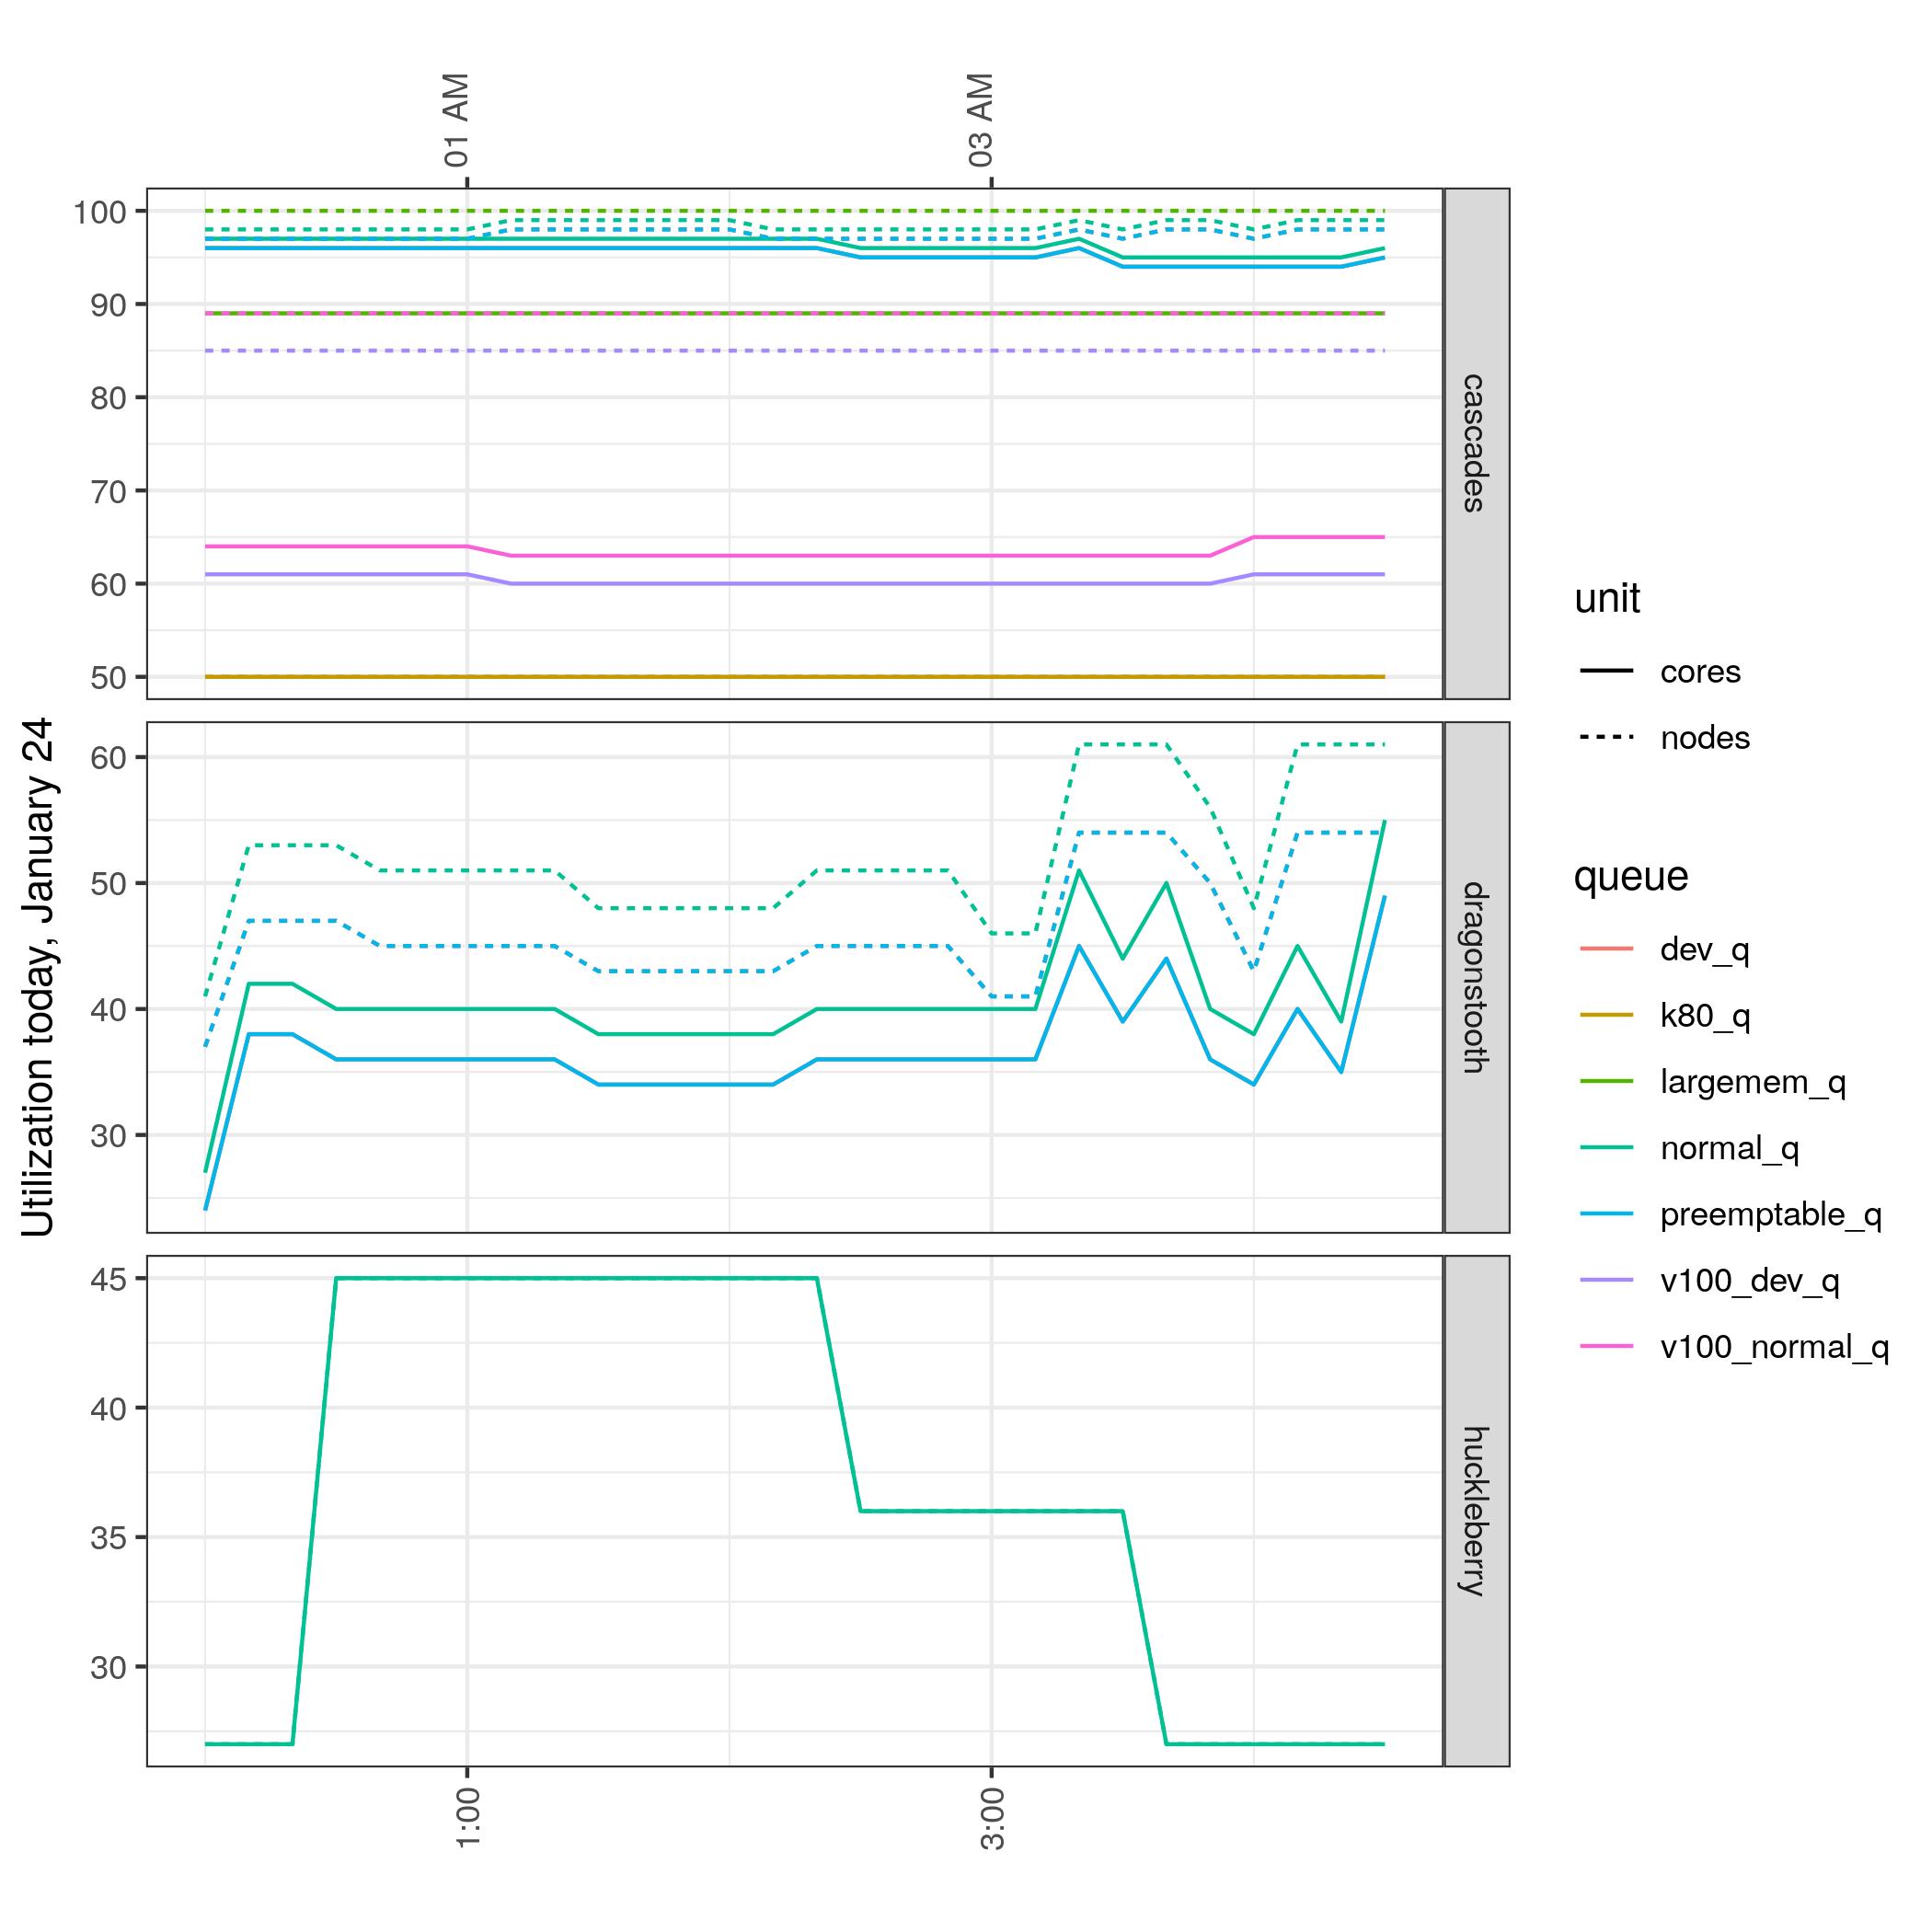 01 AM
03 AM
100
90
80
70
60
50
cascades
60
50
40
30
dragonstooth
45
40
35
30
huckleberry
1:00
3:00
Utilization today, January 24
unit
cores
nodes
queue
dev_q
k80_q
largemem_q
normal_q
preemptable_q
v100_dev_q
v100_normal_q